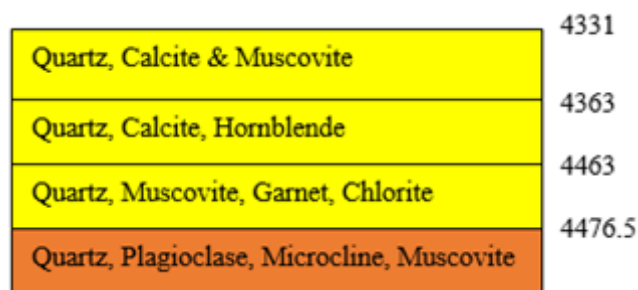 4331
Quartz, Calcite & Muscovite
4363
Quartz, Calcite, Hornblende
4463
Quartz, Muscovite, Garnet, Chlorite
4476.5
Quartz, Plagioclase, Microcline, Muscovite